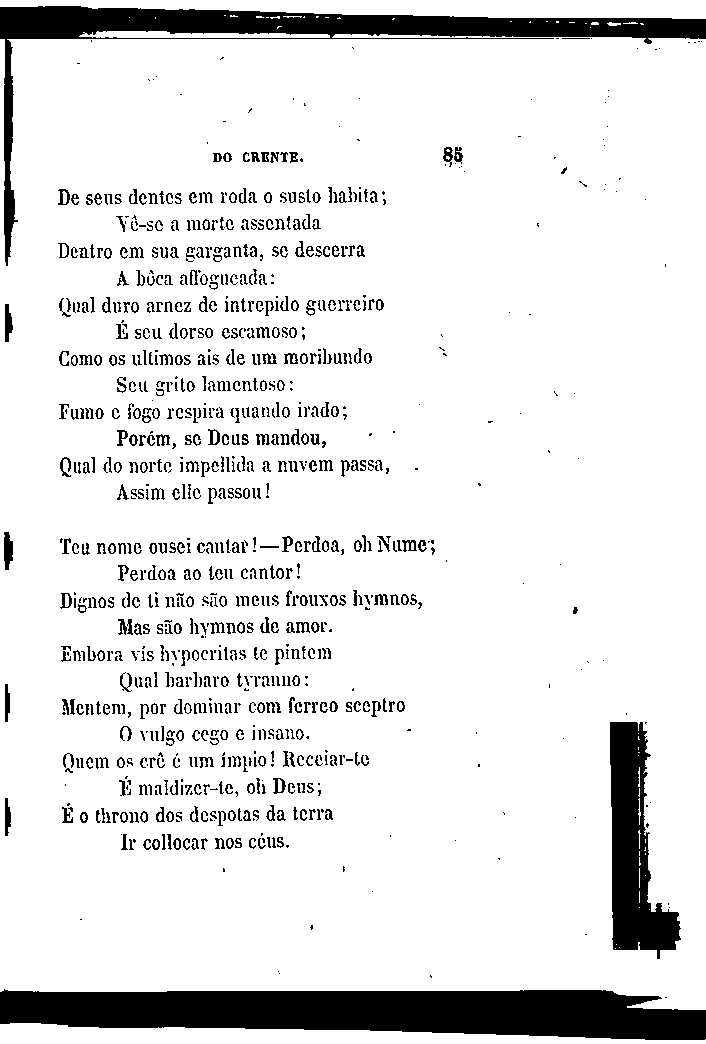 DO CRENTE. 85
De seus dentes em roda o susto habita;
Vê-se a morte assentada
Dentro em sua garganta, se descerra
A bôca affogueada:
Qual duro arnez de intrepido guerreiro
É seu dorso escamoso;
Como os ultimos ais de um moribundo
Seu grito lamentoso:
Fumo e fogo respira quando irado;
Porém, se Deus mandou,
Qual do norte impellida a nuvem passa,
Assim elle passou!
Teu nome ousei cantar!—Perdoa, oh Nume;
Perdoa ao teu cantor!
Dignos de ti não são meus frouxos hymnos,
Mas são hymnos de amor.
Embora vís hypocritas te pintem
Qual barbaro tyranno:
Mentem, por dominar com ferreo sceptro
O vulgo cego e insano.
Quem os crê é um ímpio! Receiar-te
É maldizer-te, oh Deus;
É o throno dos despotas da terra
Ir collocar nos céus.